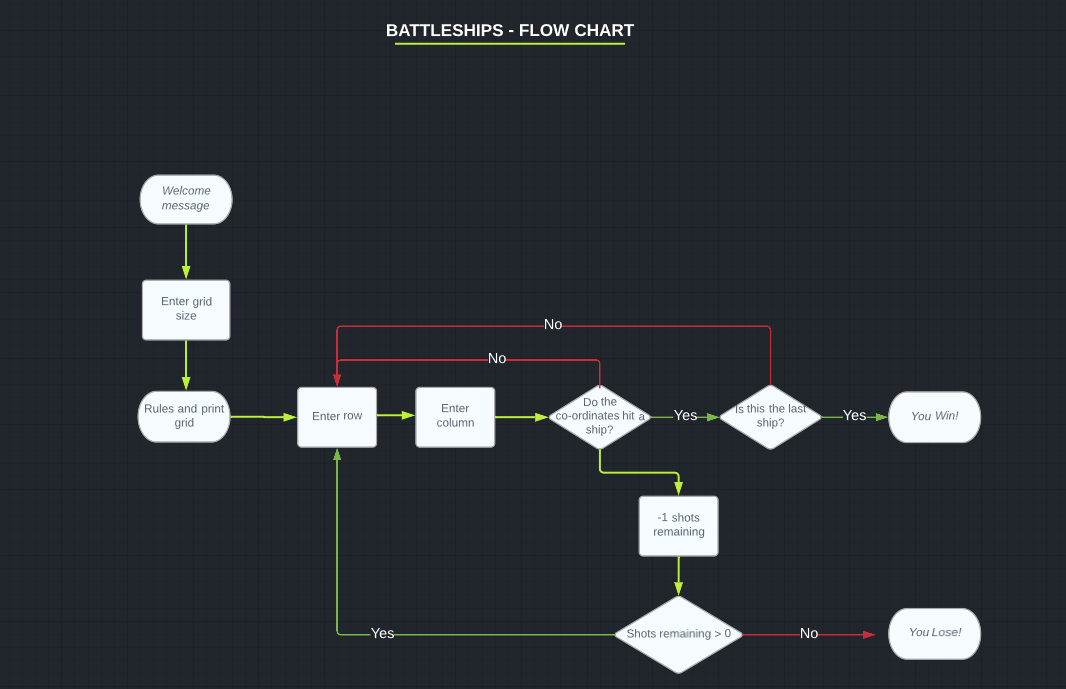 BATTLESHIPS - FLOW CHART
Welcome
message
Enter grid
size
Rules and print
grid
Enter row
Enter
column
Do the
co-ordinates hit a
ship?
No
No
Yes
Is this the last
ship?
Yes
You Win!
-1 shots
remaining
Shots remaining > 0
Yes
No
You Lose!